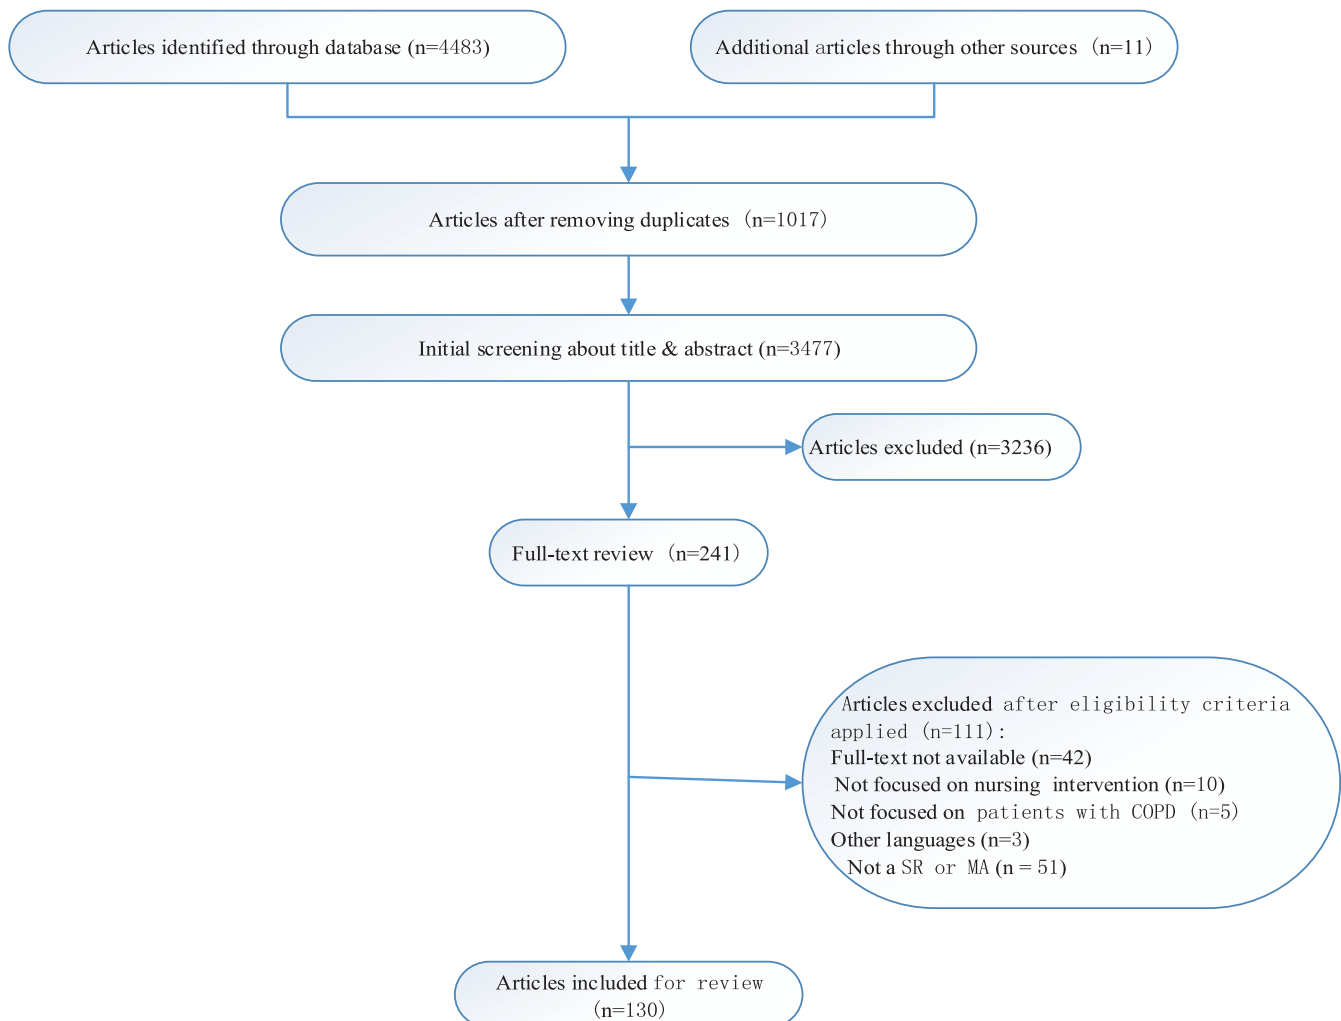 Articles identified through database (n=4483)
Additional articles through other sources (n=11)
Articles after removing duplicates (n=1017)
Initial screening about title & abstract (n=3477)
Articles excluded (n=3236)
Full-text review (n=241)
Articles excluded after eligibility criteria
applied (n=111):
Full-text not available (n=42)
Not focused on nursing intervention (n=10)
Not focused on patients with COPD (n=5)
Other languages (n=3)
Not a SR or MA (n = 51)
Articles included for review
(n=130)